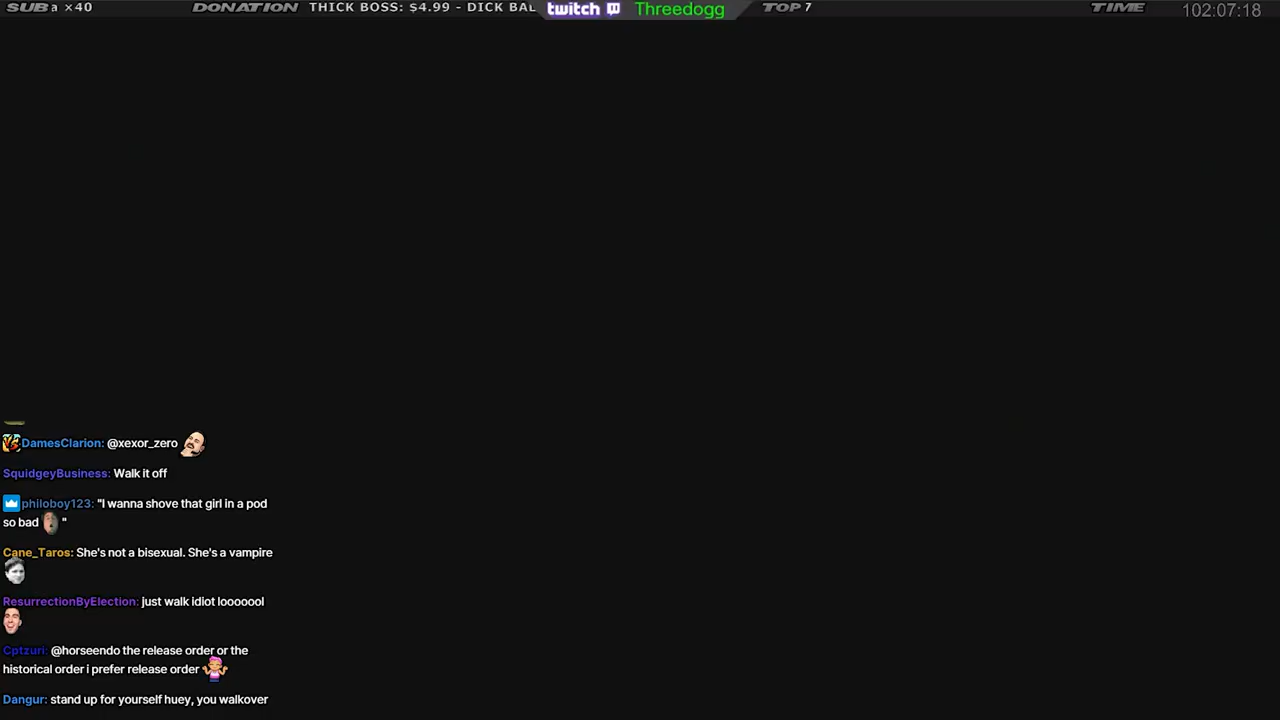 SUB a ×40 DONATION THICK BOSS: $4.99 - DICK BAL twitch Threedogg TOP 7 TIME 102:07:18
DamesClarion: @xexor_zero
SquidgeyBusiness: Walk it off
philoboy123: "I wanna shove that girl in a pod
so bad "
Cane_Taros: She's not a bisexual. She's a vampire
ResurrectionByElection: just walk idiot looooool
Cptzuri: @horseendo the release order or the
historical order i prefer release order
Dangur: stand up for yourself huey, you walkover